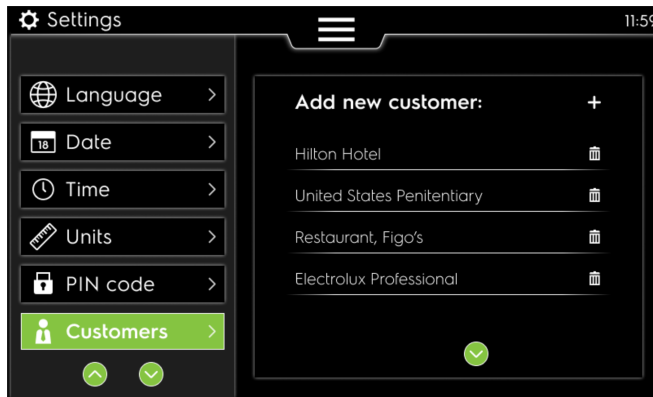 Settings
11:59
Language
18
Date
Time
Units
PIN code
Customers
Add new customer:
+
Hilton Hotel
United States Penitentiary
Restaurant, Figo's
Electrolux Professional